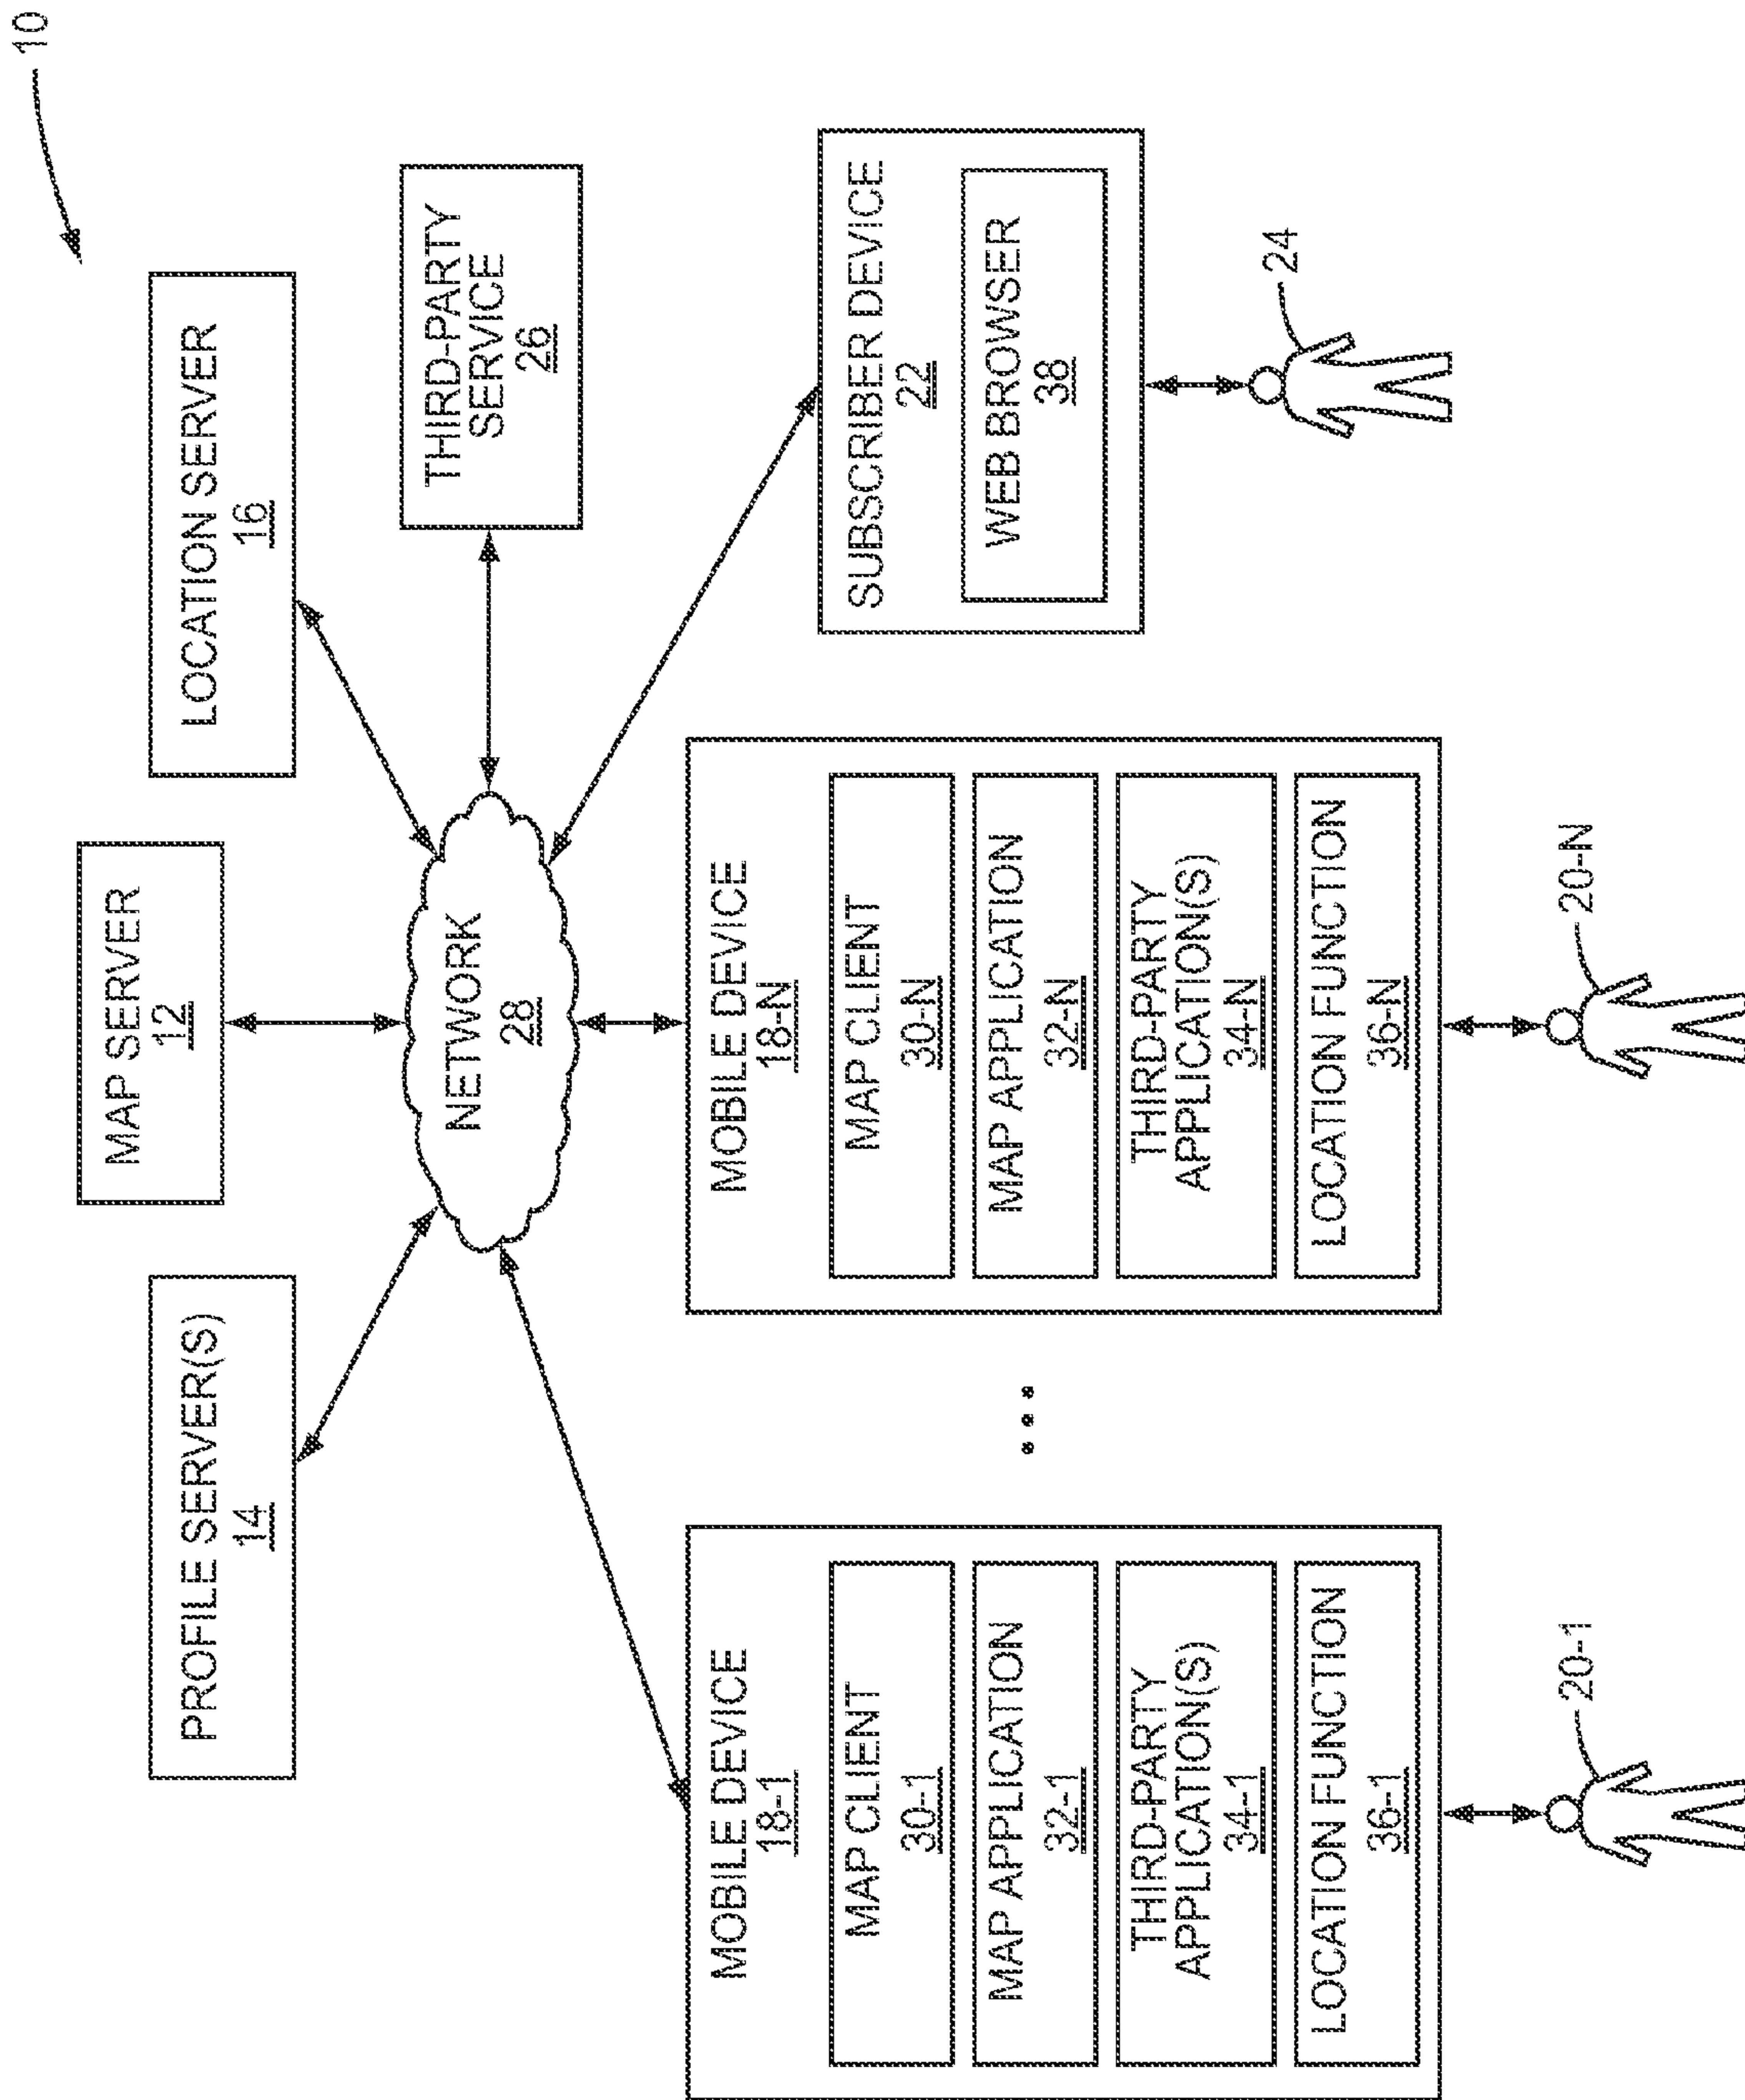 10
PROFILE SERVER(S)
14
MAP SERVER
12
LOCATION SERVER
16
NETWORK
28
THIRD-PARTY
SERVICE
26
MOBILE DEVICE
18-1
MAP CLIENT
30-1
MAP APPLICATION
32-1
THIRD-PARTY
APPLICATION(S)
34-1
LOCATION FUNCTION
36-1
20-1
MOBILE DEVICE
18-N
MAP CLIENT
30-N
MAP APPLICATION
32-N
THIRD-PARTY
APPLICATION(S)
34-N
LOCATION FUNCTION
36-N
20-N
SUBSCRIBER DEVICE
22
WEB BROWSER
38
24